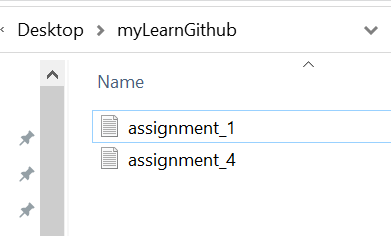 Desktop > myLearnGithub
Name
assignment_1
assignment_4